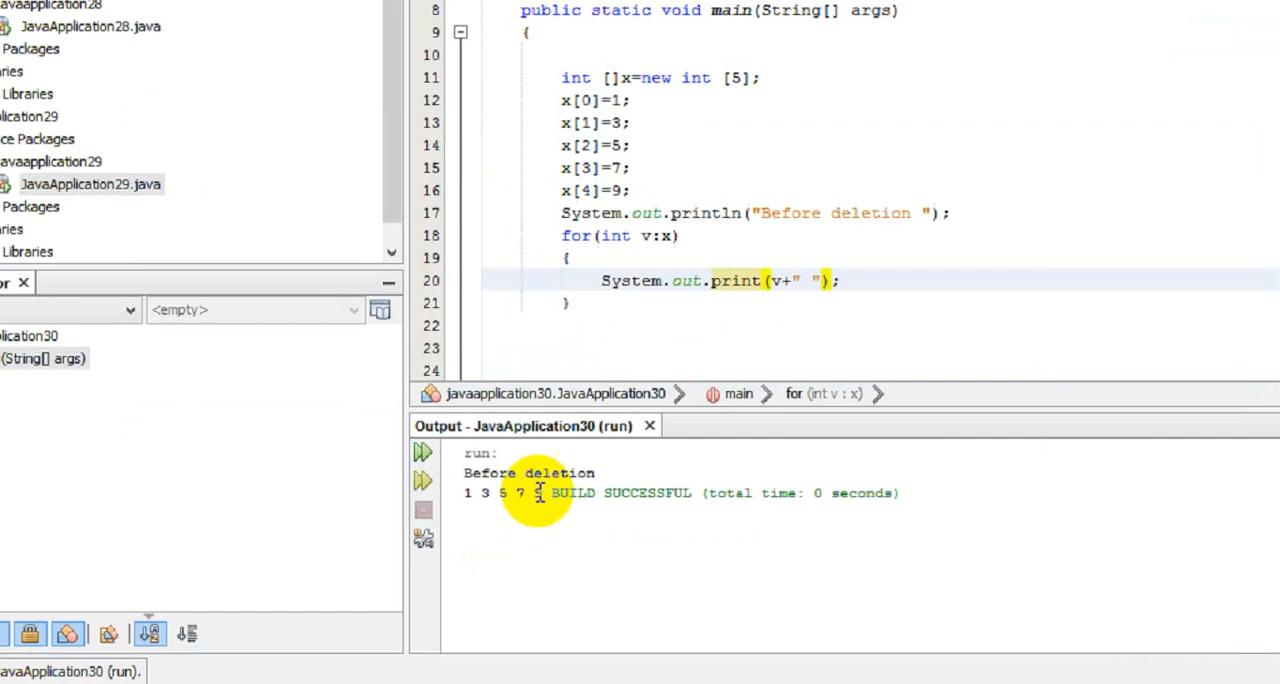 avaapplication28
JavaApplication28.java
Packages
ries
Libraries
lication29
ce Packages
avaapplication29
JavaApplication29.java
Packages
ries
Libraries
or
<empty>
lication30
(String[] args)
avaApplication30 (run).
8 public static void main(String[] args)
9 {
10
11 int []x=new int [5];
12 x[0]=1;
13 x[1]=3;
14 x[2]=5;
15 x[3]=7;
16 x[4]=9;
17 System.out.println("Before deletion ");
18 for(int v:x)
19 {
20 System.out.print(v+" ");
21 }
22
23
24
javaapplication30.JavaApplication30 main for (int v : x)
Output - JavaApplication30 (run)
run:
Before deletion
1 3 5 7 9 BUILD SUCCESSFUL (total time: 0 seconds)